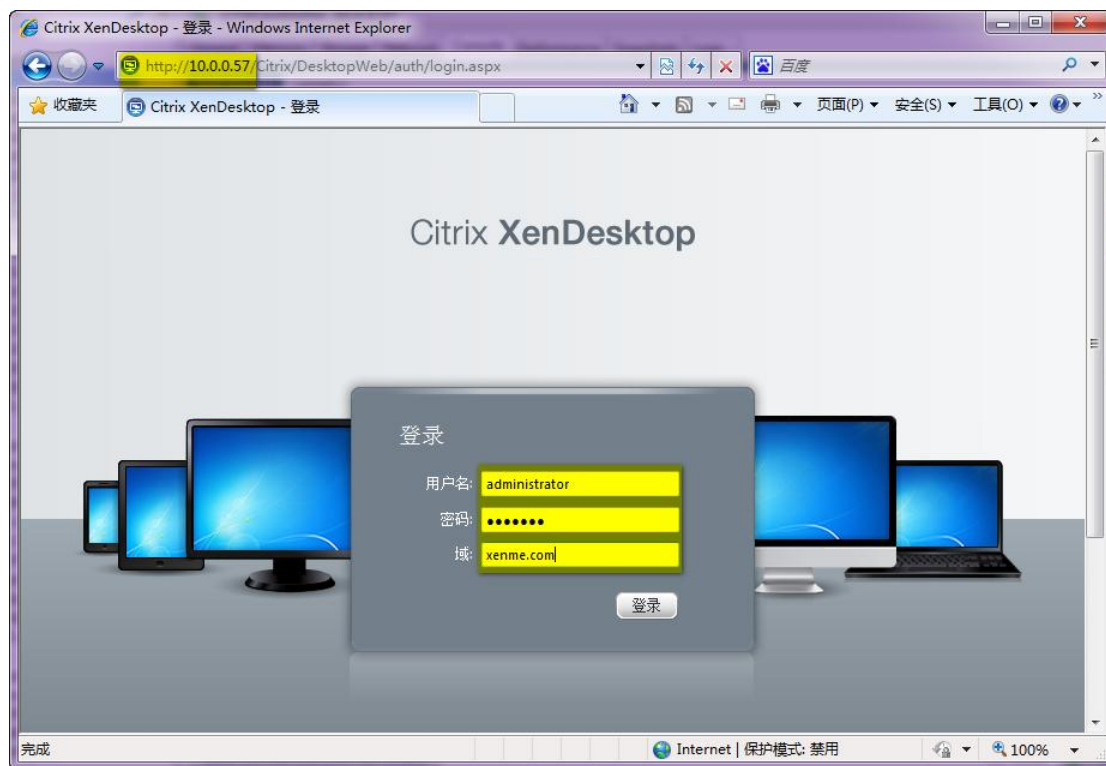 Citrix XenDesktop - 登录 - Windows Internet Explorer
http://10.0.0.57/Citrix/DesktopWeb/auth/login.aspx
百度
收藏夹
Citrix XenDesktop - 登录
页面(P)
安全(S)
工具(O)
Citrix XenDesktop
登录
用户名: administrator
密码: •••••••
域: xenme.com
登录
完成
Internet | 保护模式: 禁用
100%